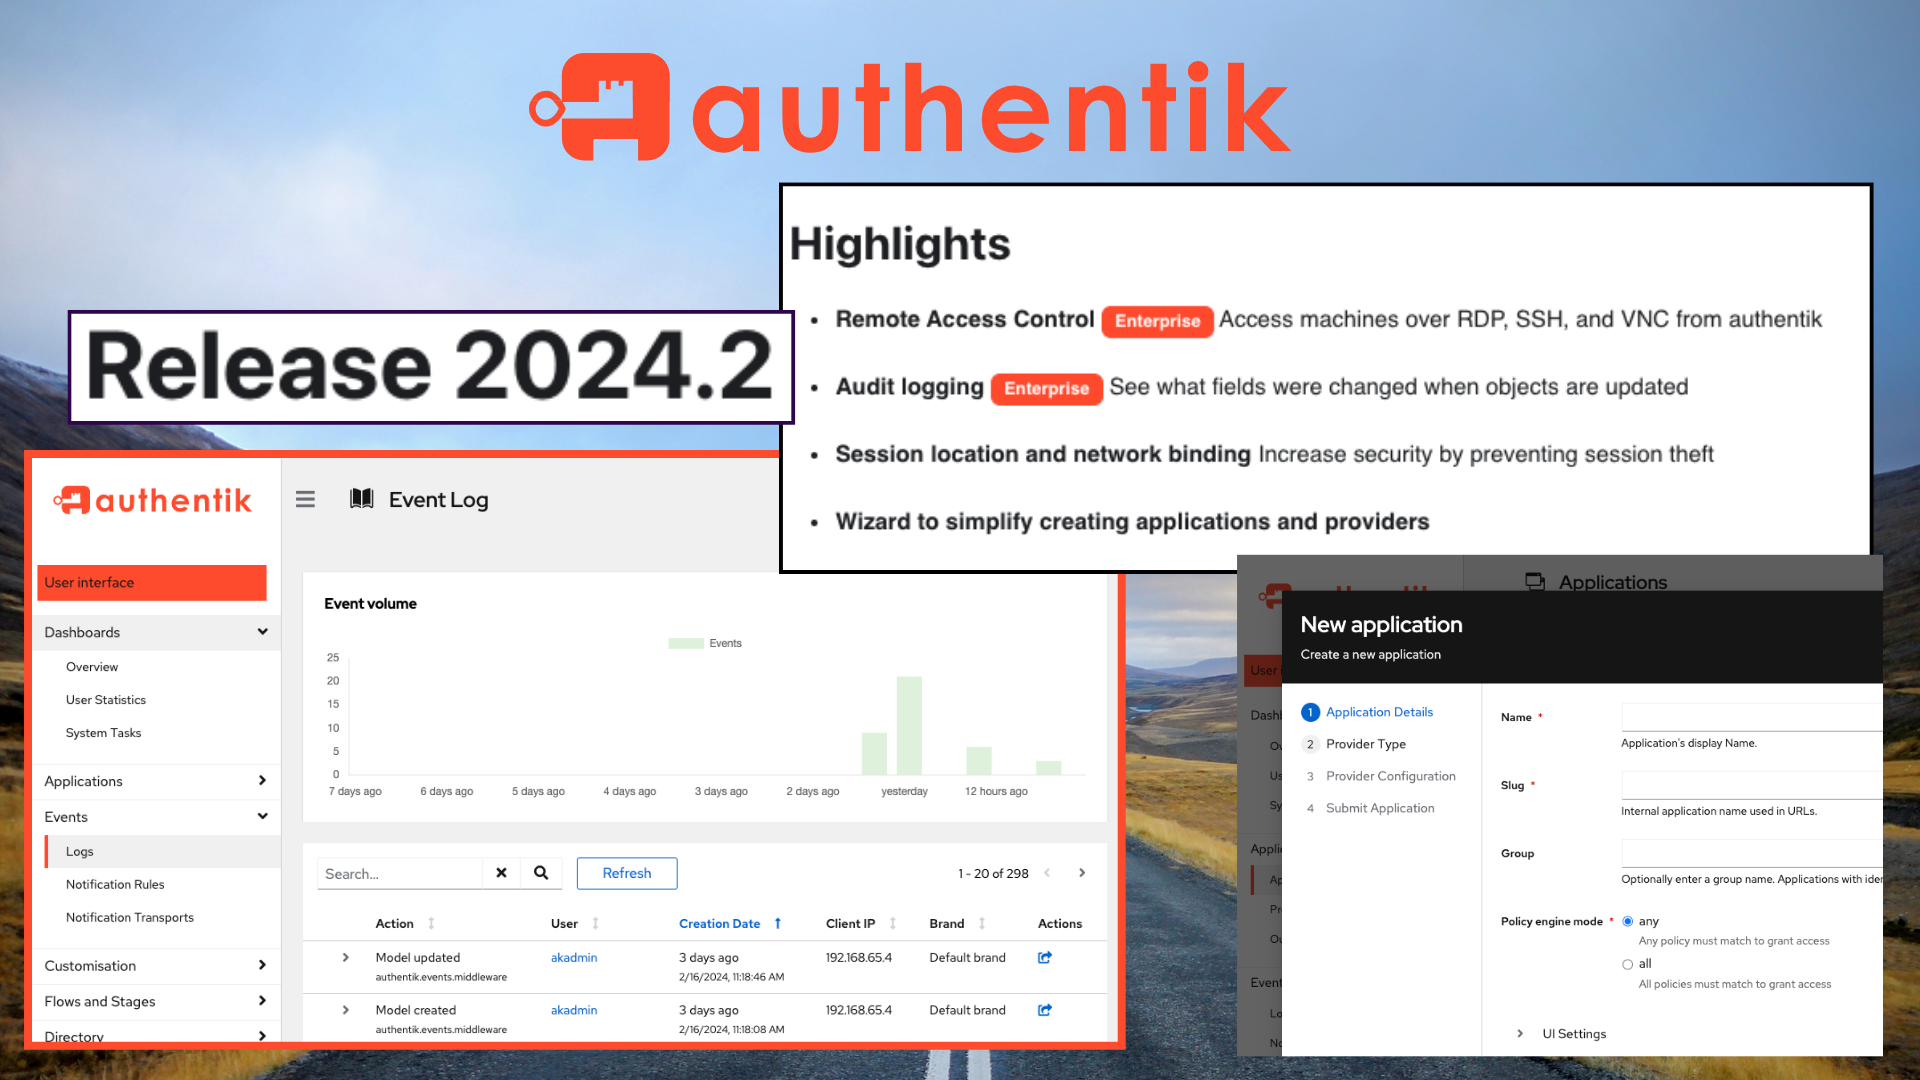 authentik
Release 2024.2
Highlights
• Remote Access Control Enterprise Access machines over RDP, SSH, and VNC from authentik
• Audit logging Enterprise See what fields were changed when objects are updated
• Session location and network binding Increase security by preventing session theft
• Wizard to simplify creating applications and providers
authentik
User interface
Dashboards
Overview
User Statistics
System Tasks
Applications
Events
Logs
Notification Rules
Notification Transports
Customisation
Flows and Stages
Directory
Event Log
Event volume
Events
25
20
15
10
5
0
7 days ago 6 days ago 5 days ago 4 days ago 3 days ago 2 days ago yesterday 12 hours ago
Search... Refresh 1 - 20 of 298
Action User Creation Date Client IP Brand Actions
Model updated akadmin 3 days ago 192.168.65.4 Default brand
authentik.events.middleware 2/16/2024, 11:18:46 AM
Model created akadmin 3 days ago 192.168.65.4 Default brand
authentik.events.middleware 2/16/2024, 11:18:08 AM
Applications
New application
Create a new application
1 Application Details
2 Provider Type
3 Provider Configuration
4 Submit Application
Name *
Application's display Name.
Slug *
Internal application name used in URLs.
Group
Optionally enter a group name. Applications with iden
Policy engine mode * any
Any policy must match to grant access
all
All policies must match to grant access
UI Settings